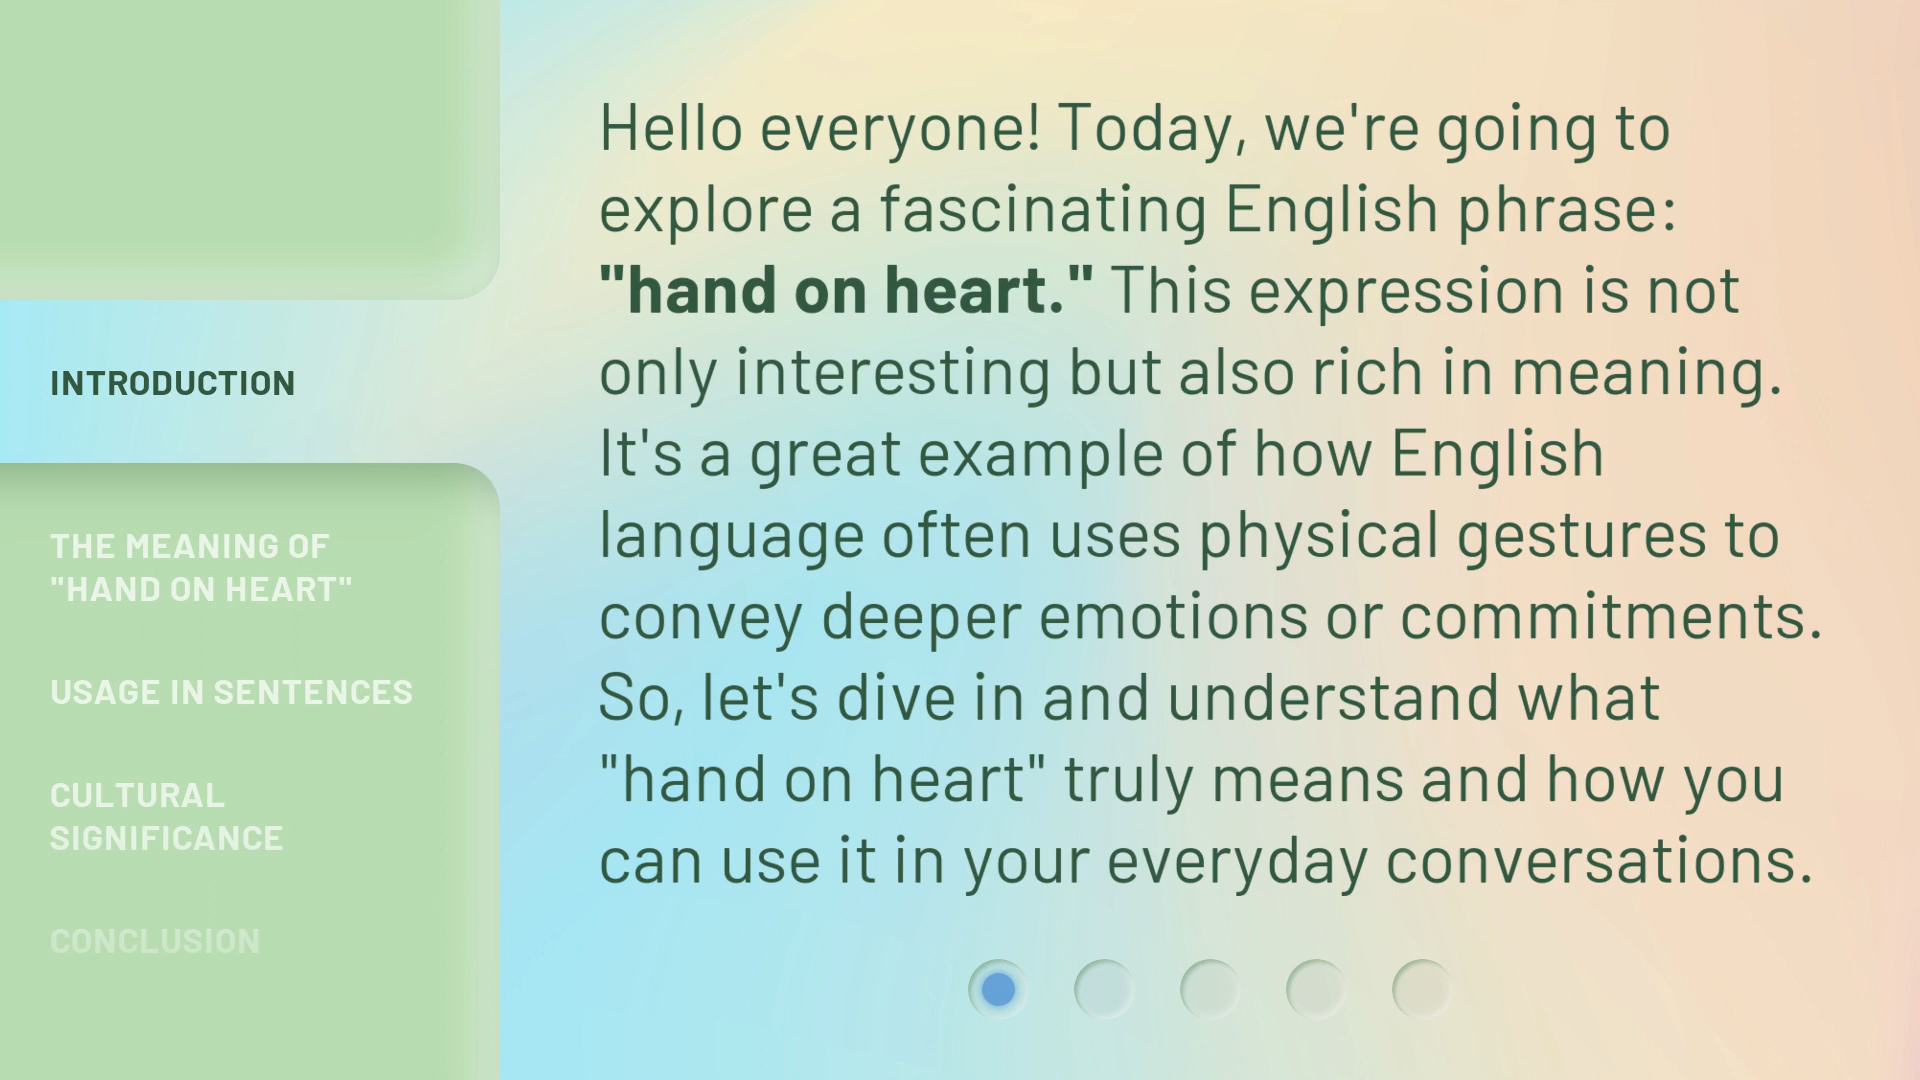 INTRODUCTION
THE MEANING OF
"HAND ON HEART"
USAGE IN SENTENCES
CULTURAL
SIGNIFICANCE
CONCLUSION
Hello everyone! Today, we're going to
explore a fascinating English phrase:
"hand on heart." This expression is not
only interesting but also rich in meaning.
It's a great example of how English
language often uses physical gestures to
convey deeper emotions or commitments.
So, let's dive in and understand what
"hand on heart" truly means and how you
can use it in your everyday conversations.